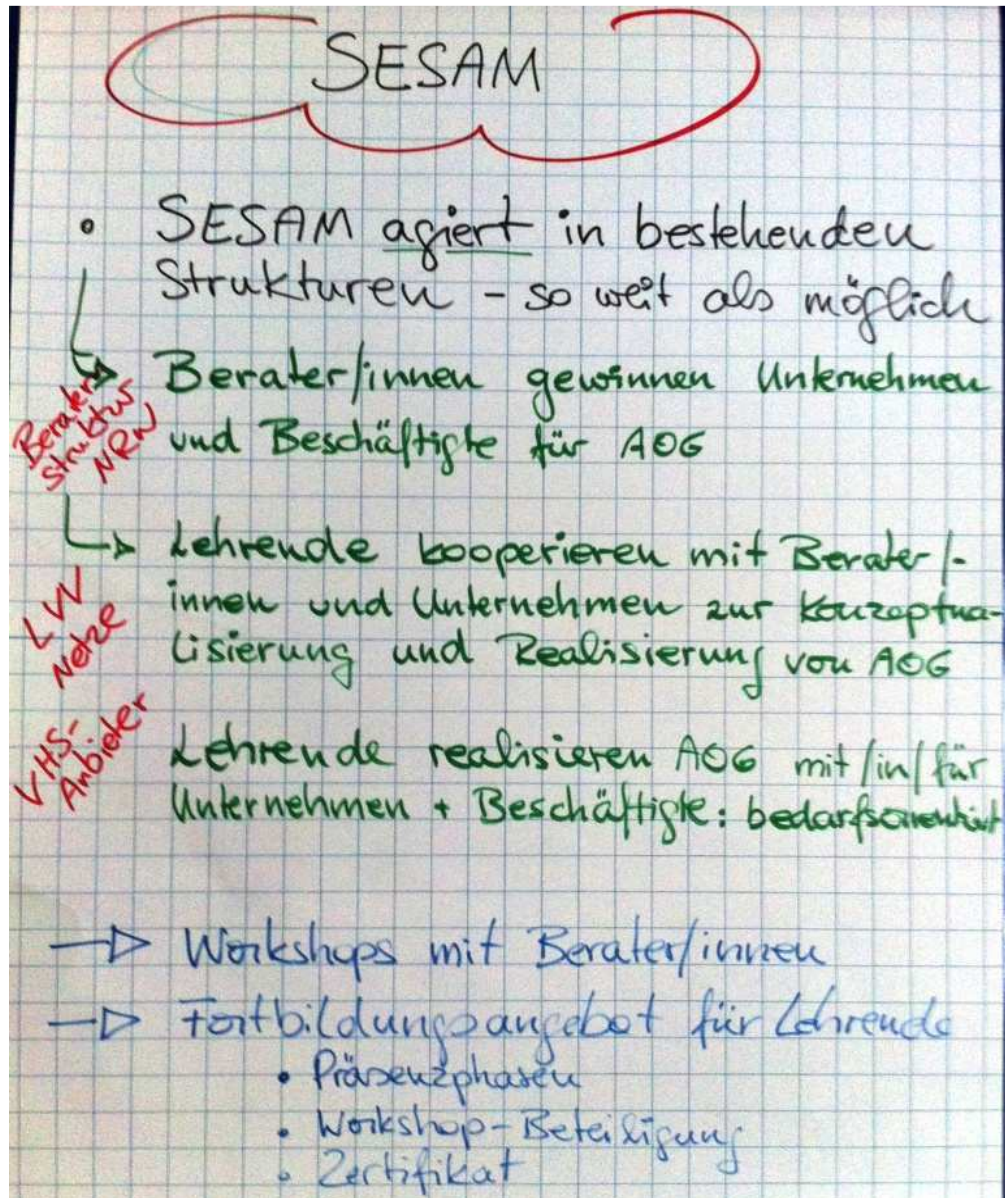 SESAM
• SESAM agiert in bestehenden
Strukturen - so weit als möglich
Berater/innen gewinnen Unternehmen
und Beschäftigte für AOG
Berater
struktur
NRW
Lehrende kooperieren mit Berater/-
innen und Unternehmen zur Konzeptua-
lisierung und Realisierung von AOG
LWV
Netze
Lehrende realisieren AOG mit/in/für
Unternehmen + Beschäftigte: bedarfsorientiert
VHS-
Anbieter
Workshops mit Berater/innen
Fortbildungsangebot für Lehrende
• Präsenzphasen
• Workshop-Beteiligung
• Zertifikat